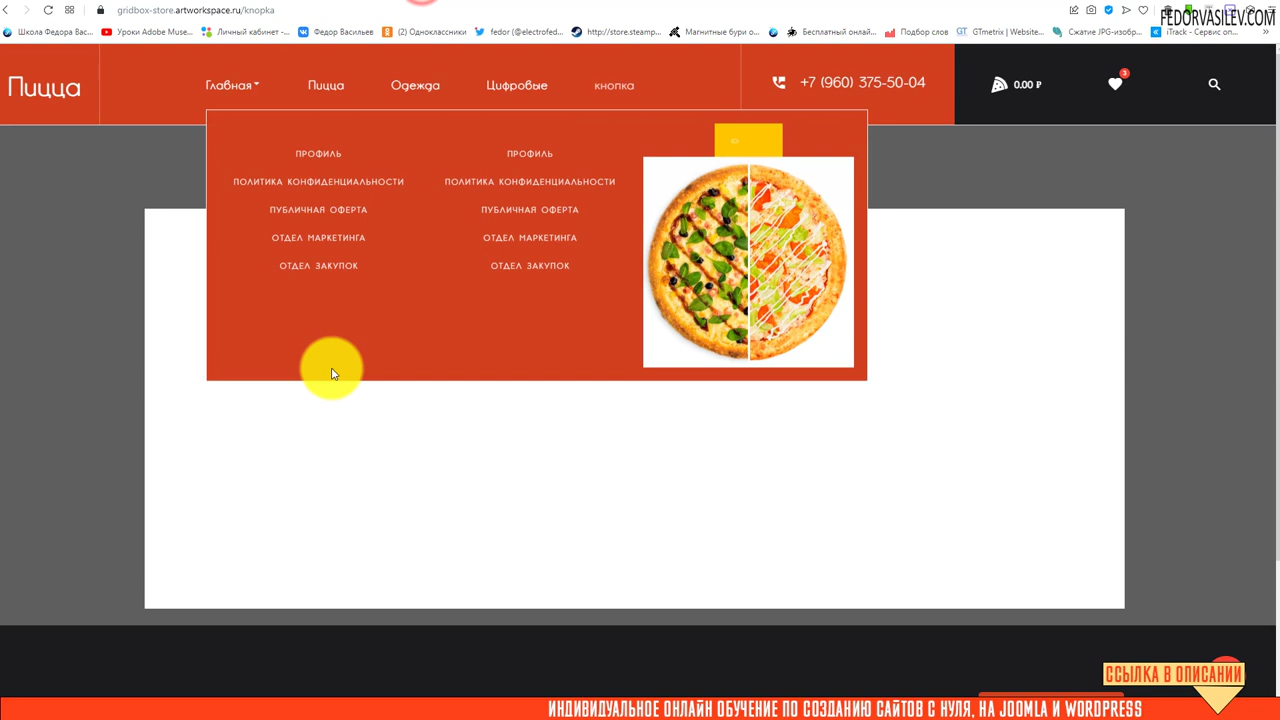 gridbox-store.artworkspace.ru/knopka
FEDORVASILEV.COM
Школа Федора Вас... Уроки Adobe Muse... Личный кабинет -... Федор Васильев (2) Одноклассники fedor (@electrofed... http://store.steamp... Магнитные бури о... Бесплатный онлай... Подбор слов GTmetrix | Website... Сжатие JPG-изобр... iTrack - Сервис оп... »
Пицца
Главная Пицца Одежда Цифровые кнопка
+7 (960) 375-50-04
0.00 ₽
3
ПРОФИЛЬ ПРОФИЛЬ
ПОЛИТИКА КОНФИДЕНЦИАЛЬНОСТИ ПОЛИТИКА КОНФИДЕНЦИАЛЬНОСТИ
ПУБЛИЧНАЯ ОФЕРТА ПУБЛИЧНАЯ ОФЕРТА
ОТДЕЛ МАРКЕТИНГА ОТДЕЛ МАРКЕТИНГА
ОТДЕЛ ЗАКУПОК ОТДЕЛ ЗАКУПОК
ССЫЛКА В ОПИСАНИИ
ИНДИВИДУАЛЬНОЕ ОНЛАЙН ОБУЧЕНИЕ ПО СОЗДАНИЮ САЙТОВ С НУЛЯ, НА JOOMLA И WORDPRESS